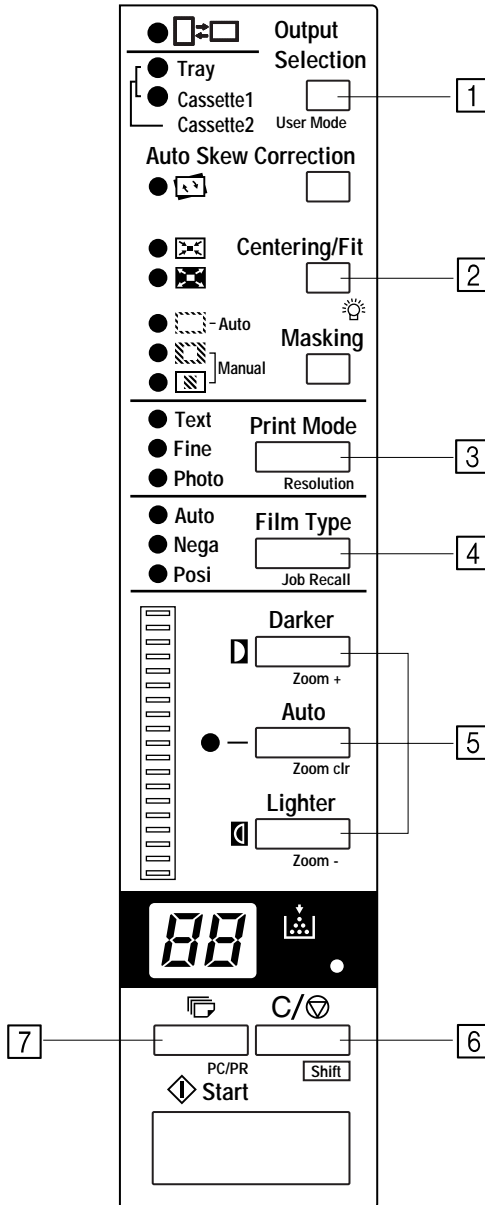 Output
Selection
Tray
Cassette1
Cassette2
User Mode
1
Auto Skew Correction
Centering/Fit
2
Auto
Masking
Manual
Text
Fine
Photo
Print Mode
Resolution
3
Auto
Nega
Posi
Film Type
Job Recall
4
Darker
Zoom +
Auto
Zoom clr
5
Lighter
Zoom -
88
C/
7
6
PC/PR
Shift
Start